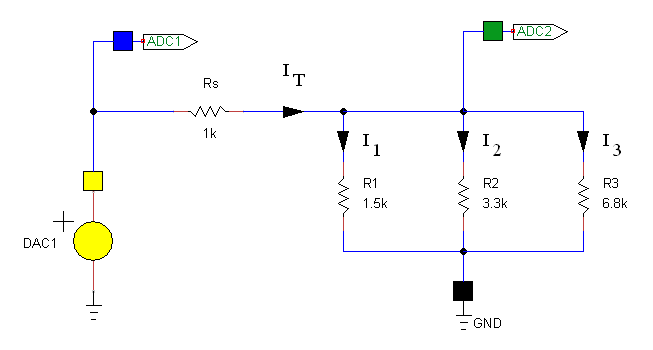 ADC1
ADC2
Rs
I_T
1k
I_1
I_2
I_3
R1
1.5k
R2
3.3k
R3
6.8k
DAC1
GND